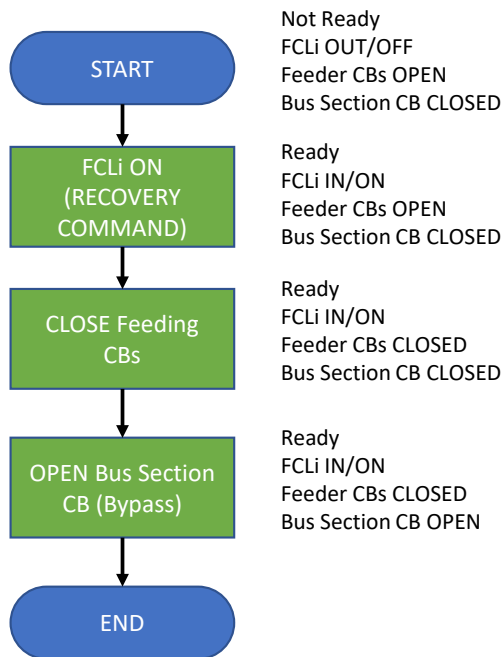 START
Not Ready
FCLi OUT/OFF
Feeder CBs OPEN
Bus Section CB CLOSED
FCLi ON
(RECOVERY
COMMAND)
Ready
FCLi IN/ON
Feeder CBs OPEN
Bus Section CB CLOSED
CLOSE Feeding
CBs
Ready
FCLi IN/ON
Feeder CBs CLOSED
Bus Section CB CLOSED
OPEN Bus Section
CB (Bypass)
Ready
FCLi IN/ON
Feeder CBs CLOSED
Bus Section CB OPEN
END